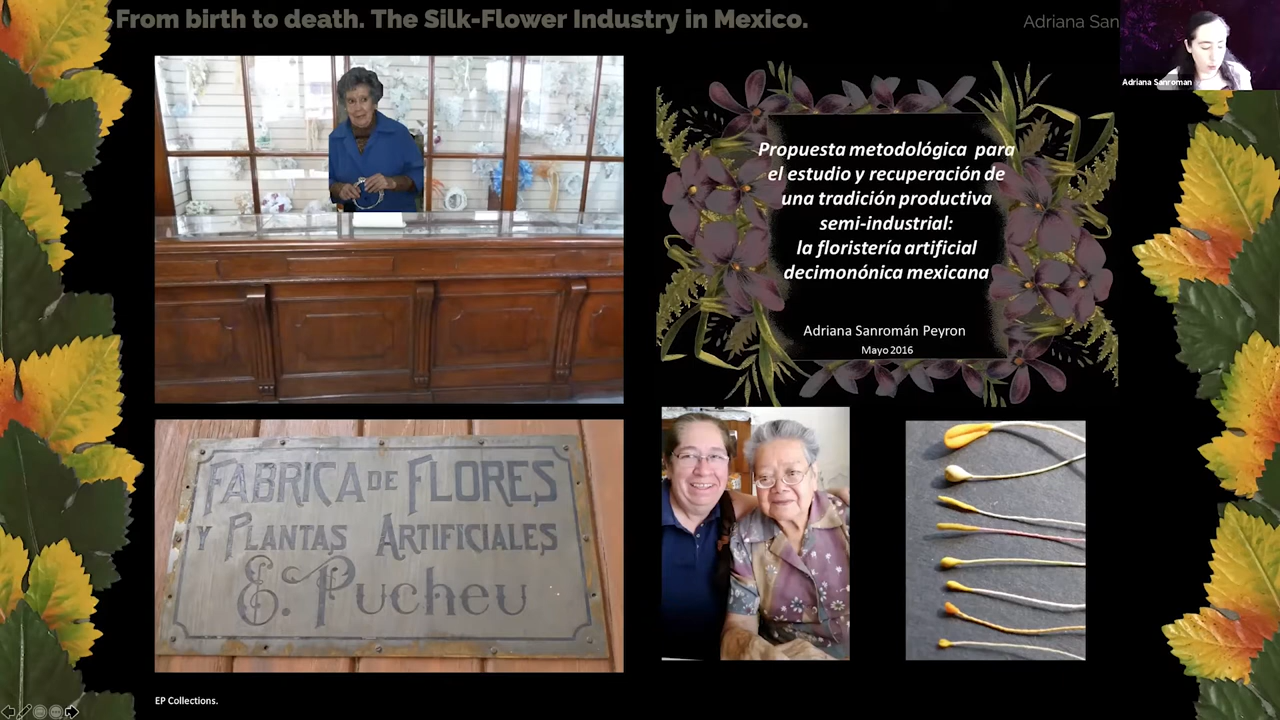 From birth to death. The Silk-Flower Industry in Mexico.
Adriana San
Adriana Sanroman
Propuesta metodológica para
el estudio y recuperación de
una tradición productiva
semi-industrial:
la floristería artificial
decimonónica mexicana
Adriana Sanromán Peyron
Mayo 2016
FABRICA DE FLORES
Y PLANTAS ARTIFICIALES
E. Pucheu
EP Collections.